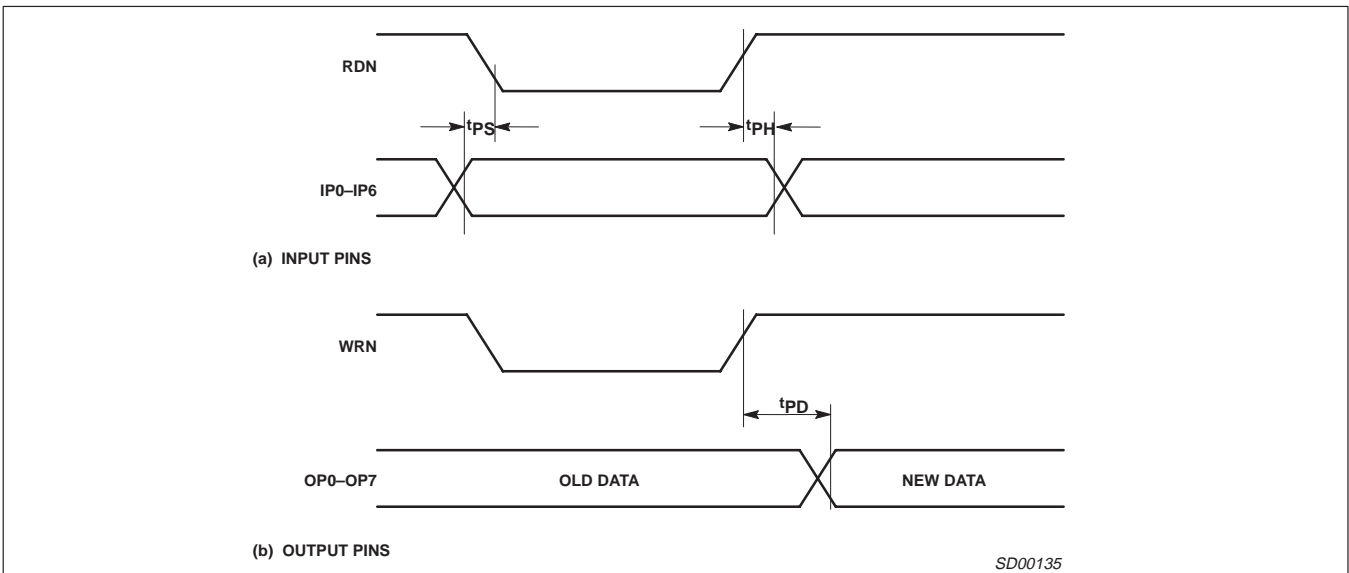 RDN
tPS
tPH
IP0–IP6
(a) INPUT PINS
WRN
tPD
OP0–OP7
OLD DATA
NEW DATA
(b) OUTPUT PINS
SD00135